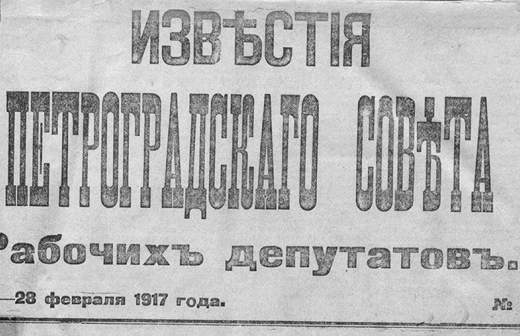 ИЗВѢСТІЯ
ПЕТРОГРАДСКАГО СОВѢТА
Рабочихъ депутатовъ.
—28 февраля 1917 года. №